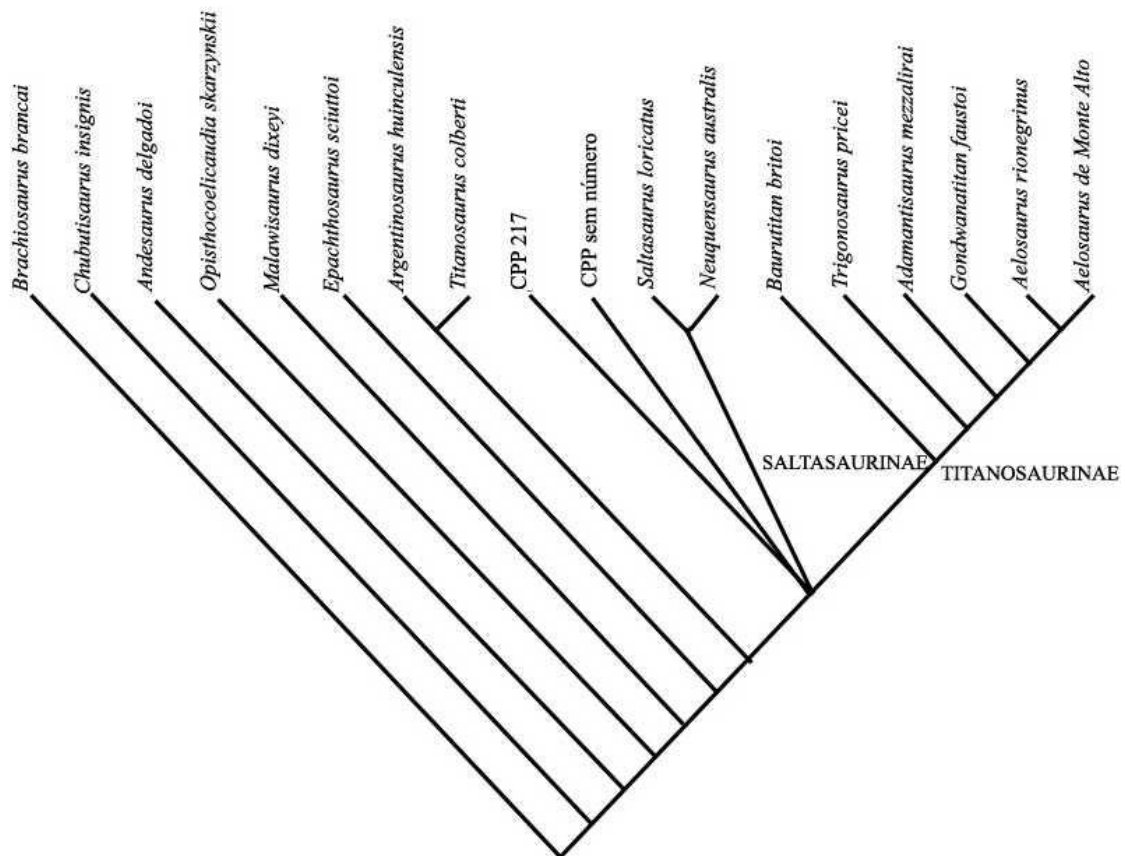 Brachiosaurus brancai
Chubutisaurus insignis
Andesaurus delgadoi
Opisthocoelicaudia skarzynskii
Malawisaurus dixeyi
Epachthosaurus sciuttoi
Argentinosaurus huinculensis
Titanosaurus colberti
CPP 217
CPP sem número
Saltasaurus loricatus
Neuquensaurus australis
Baurutitan britoi
Trigonosaurus pricei
Adamantisaurus mezzalirai
Gondwanatitan faustoi
Aelosaurus rionegrinus
Aelosaurus de Monte Alto
SALTASAURINAE
TITANOSAURINAE